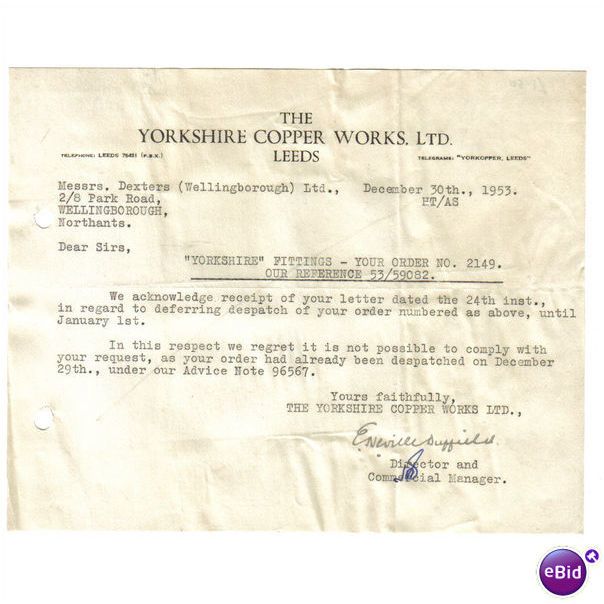 THE
YORKSHIRE COPPER WORKS, LTD.
TELEPHONE: LEEDS 75421 (P.B.X.) LEEDS TELEGRAMS: "YORKOPPER, LEEDS"
Messrs. Dexters (Wellingborough) Ltd., December 30th., 1953.
2/8 Park Road, HT/AS
WELLINGBOROUGH,
Northants.
Dear Sirs,
"YORKSHIRE" FITTINGS - YOUR ORDER NO. 2149.
OUR REFERENCE 53/59082.
We acknowledge receipt of your letter dated the 24th inst.,
in regard to deferring despatch of your order numbered as above, until
January 1st.
In this respect we regret it is not possible to comply with
your request, as your order had already been despatched on December
29th., under our Advice Note 96567.
Yours faithfully,
THE YORKSHIRE COPPER WORKS LTD.,
E. Neville Duffield.
Director and
Commercial Manager.
eBid